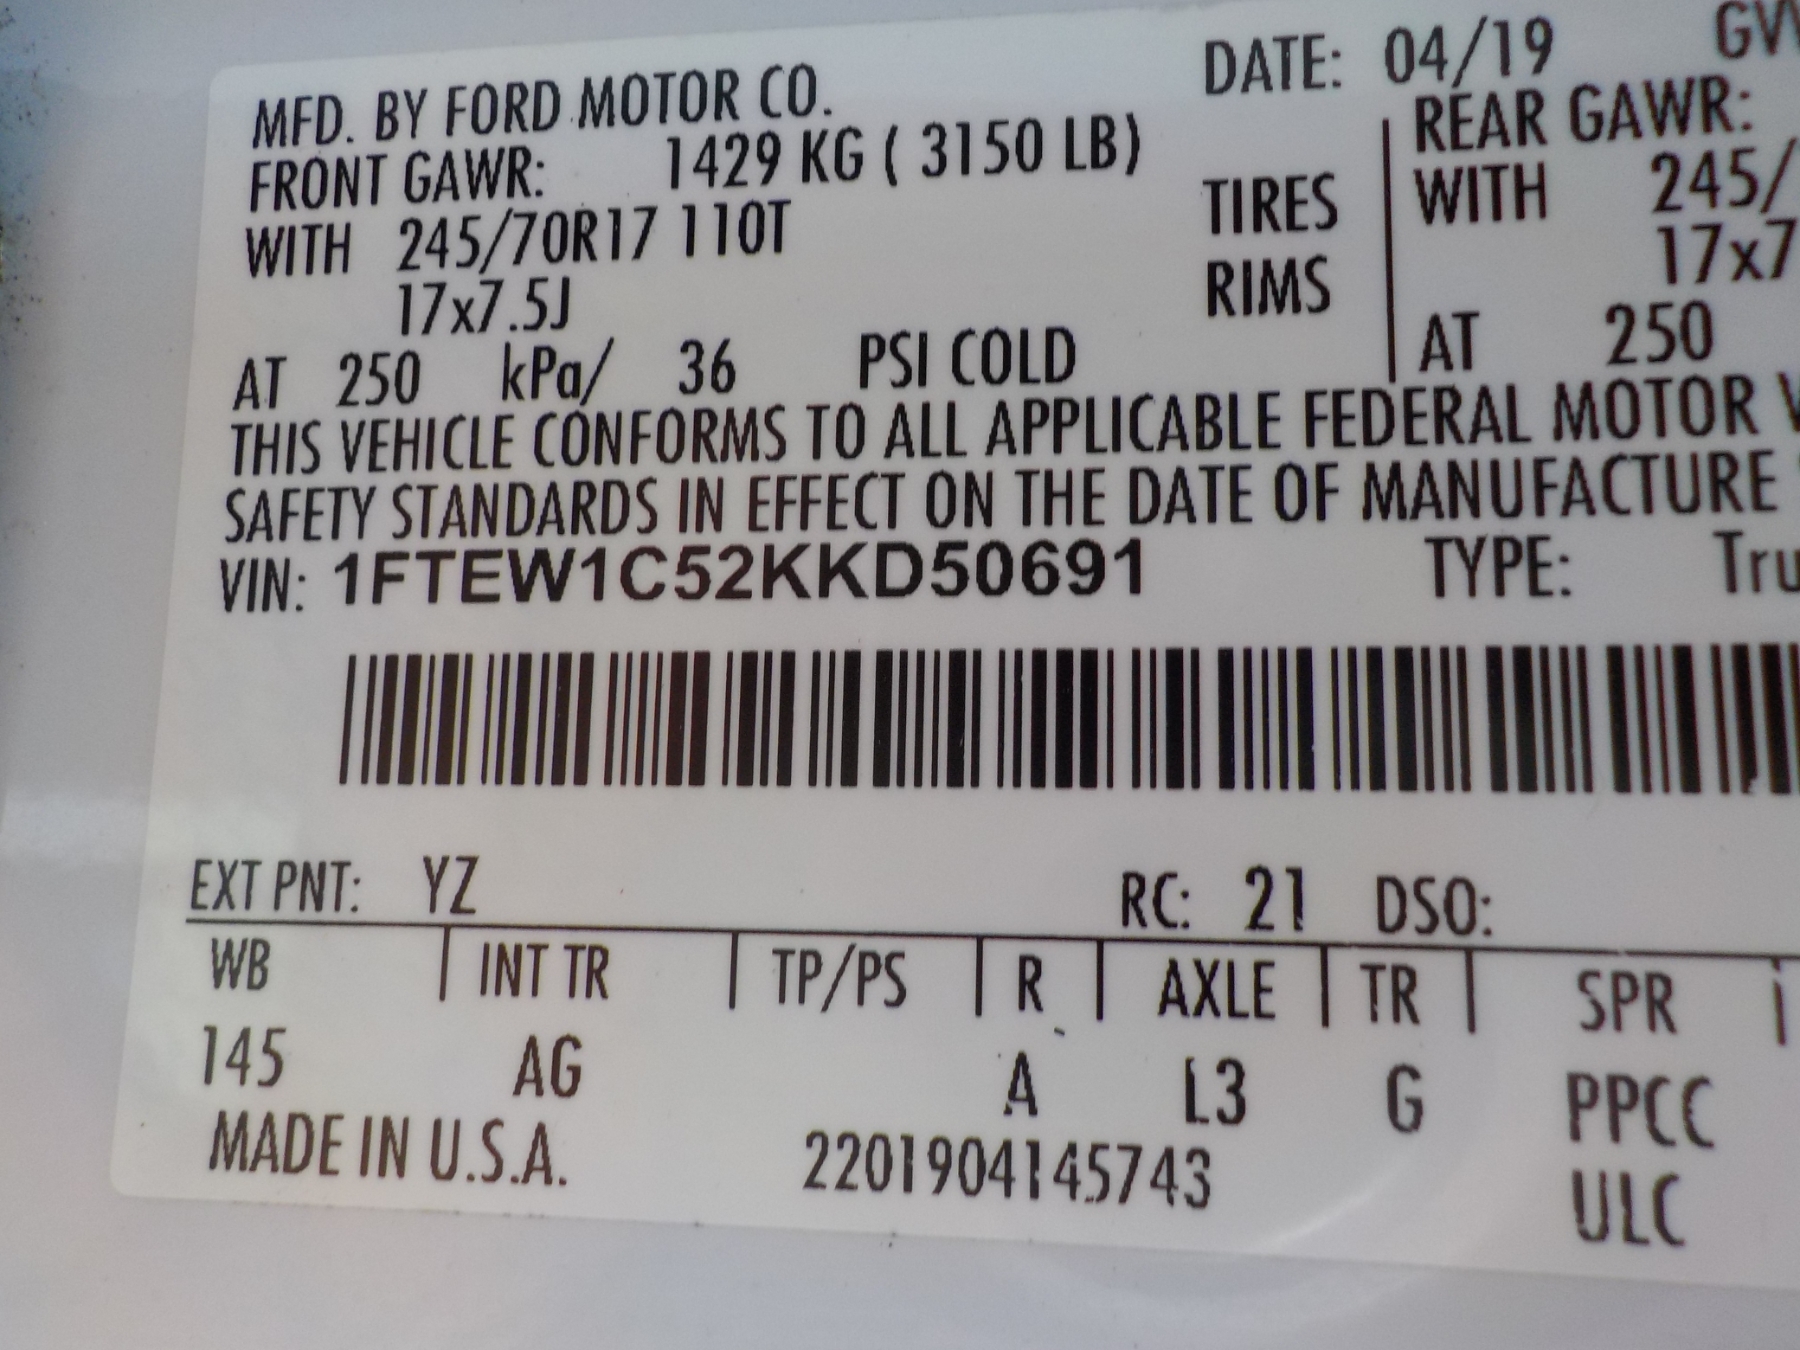 MFD. BY FORD MOTOR CO. DATE: 04/19
FRONT GAWR: 1429 KG ( 3150 LB) REAR GAWR:
WITH 245/70R17 110T TIRES WITH 245/
17x7.5J RIMS 17x7
AT 250 kPa/ 36 PSI COLD AT 250
THIS VEHICLE CONFORMS TO ALL APPLICABLE FEDERAL MOTOR
SAFETY STANDARDS IN EFFECT ON THE DATE OF MANUFACTURE
VIN: 1FTEW1C52KKD50691 TYPE:
EXT PNT: YZ RC: 21 DSO:
WB INT TR TP/PS R AXLE TR SPR
145 AG A L3 G PPCC
MADE IN U.S.A. 2201904145743 ULC